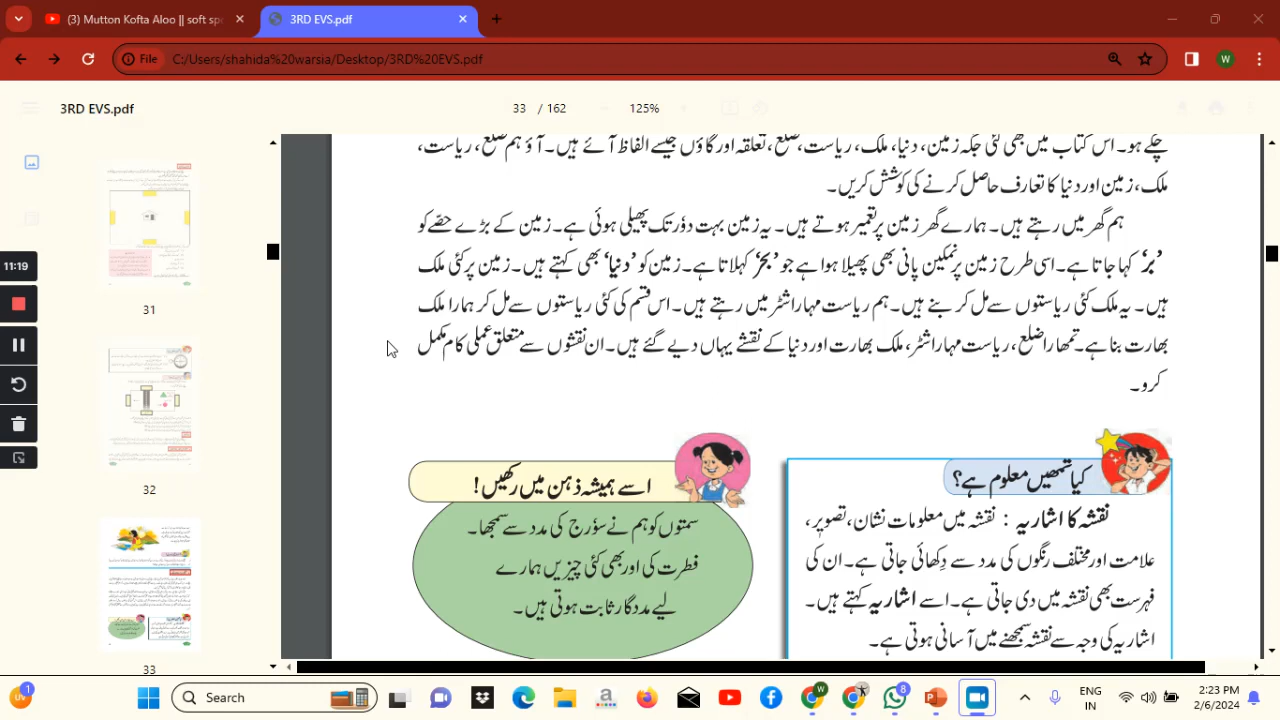 (3) Mutton Kofta Aloo || soft sp
3RD EVS.pdf
File
C:/Users/shahida%20warsia/Desktop/3RD%20EVS.pdf
W
3RD EVS.pdf
33 / 162
125%
11:19
31
32
33
چکے ہو۔ اس کتاب میں بھی کئی جگہ زمین، دنیا، ملک، ریاست، ضلع، تعلقہ اور گاؤں جیسے الفاظ آئے ہیں۔ آؤ ہم ضلع، ریاست،
ملک، زمین اور دنیا کا تعارف حاصل کرنے کی کوشش کریں۔
ہم گھر میں رہتے ہیں۔ ہمارے گھر زمین پر تعمیر ہوتے ہیں۔ یہ زمین بہت دور تک پھیلی ہوئی ہے۔ زمین کے بڑے حصّے کو
'بَر' کہا جاتا ہے۔ اسی طرح زمین پر نمکین پانی بھی پھیلا ہوا ہے جو 'بحر' کہلاتا ہے۔ زمین کو 'دنیا' بھی کہتے ہیں۔ زمین پر کئی ملک
ہیں۔ یہ ملک کئی ریاستوں سے مل کر بنے ہیں۔ ہم ریاست مہاراشٹر میں رہتے ہیں۔ اس قسم کی کئی ریاستوں سے مل کر ہمارا ملک
بھارت بنا ہے۔ تمھارا ضلع، ریاست مہاراشٹر، ملک بھارت اور دنیا کے نقشے یہاں دیے گئے ہیں۔ ان نقشوں سے متعلق عملی کام مکمل
کرو۔
کیا تمھیں معلوم ہے؟
نقشہ کا اشاریہ : نقشہ میں معلومات نشان، تصویر،
علامت اور مختلف رنگوں کی مدد سے دِکھائی جاتی ہے۔ ان کی
فہرست بھی نقشہ میں دی جاتی ہے۔ اسے اشاریہ کہتے ہیں۔
اشاریہ کی وجہ سے نقشہ سمجھنے میں آسانی ہوتی ہے۔
اسے ہمیشہ ذہن میں رکھیں!
سمتوں کو ہم نے سورج کی مدد سے سمجھا۔
فطرت کی اور بھی کئی چیزیں ہمارے
لیے مددگار ثابت ہوتی ہیں۔
UV
1
Search
a
W
8
ENG
IN
2:23 PM
2/6/2024